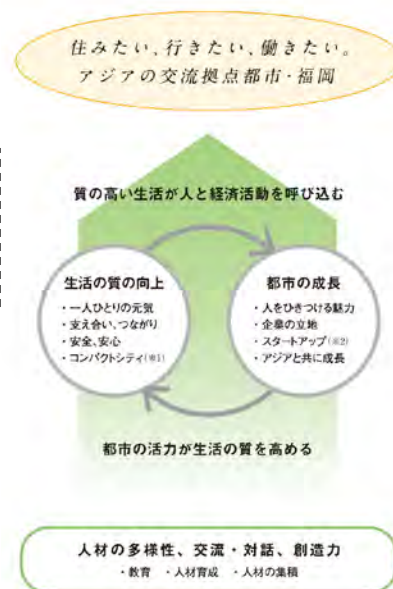 住みたい、行きたい、働きたい。
アジアの交流拠点都市・福岡
質の高い生活が人と経済活動を呼び込む
生活の質の向上
・一人ひとりの元気
・支え合い、つながり
・安全、安心
・コンパクトシティ(※1)
都市の成長
・人をひきつける魅力
・企業の立地
・スタートアップ(※2)
・アジアと共に成長
都市の活力が生活の質を高める
人材の多様性、交流・対話、創造力
・教育 ・人材育成 ・人材の集積